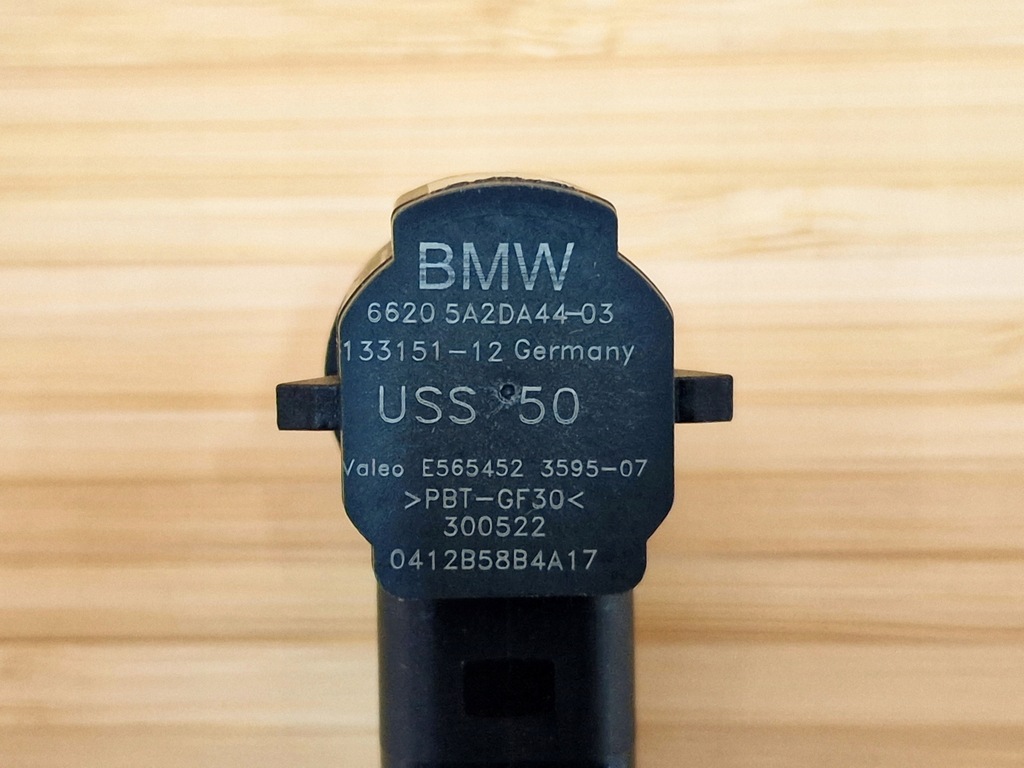 BMW
6620 5A2DA44-03
133151-12 Germany
USS 50
Valeo E565452 3595-07
>PBT-GF30<
300522
0412B58B4A17